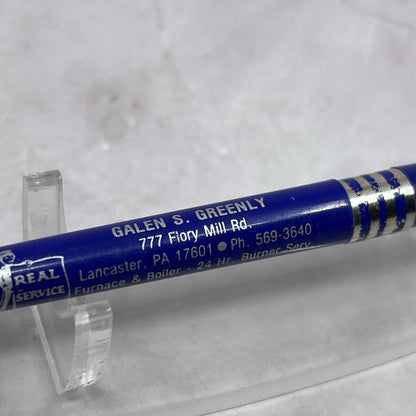 GALEN S. GREENLY
777 Flory Mill Rd.
Lancaster, PA 17601 ● Ph. 569-3640
Furnace & Boiler - 24 Hr. Burner Serv.
REAL
SERVICE